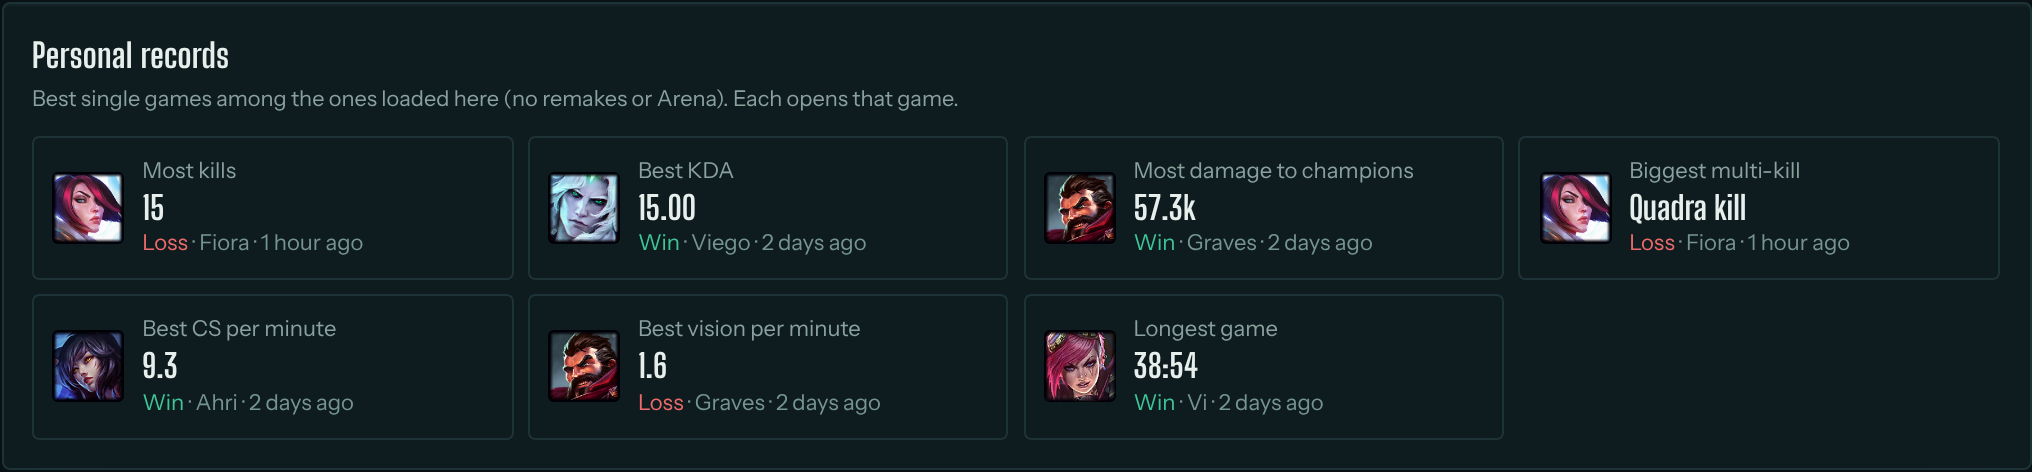 Personal records
Best single games among the ones loaded here (no remakes or Arena). Each opens that game.
Most kills
15
Loss · Fiora · 1 hour ago
Best KDA
15.00
Win · Viego · 2 days ago
Most damage to champions
57.3k
Win · Graves · 2 days ago
Biggest multi-kill
Quadra kill
Loss · Fiora · 1 hour ago
Best CS per minute
9.3
Win · Ahri · 2 days ago
Best vision per minute
1.6
Loss · Graves · 2 days ago
Longest game
38:54
Win · Vi · 2 days ago